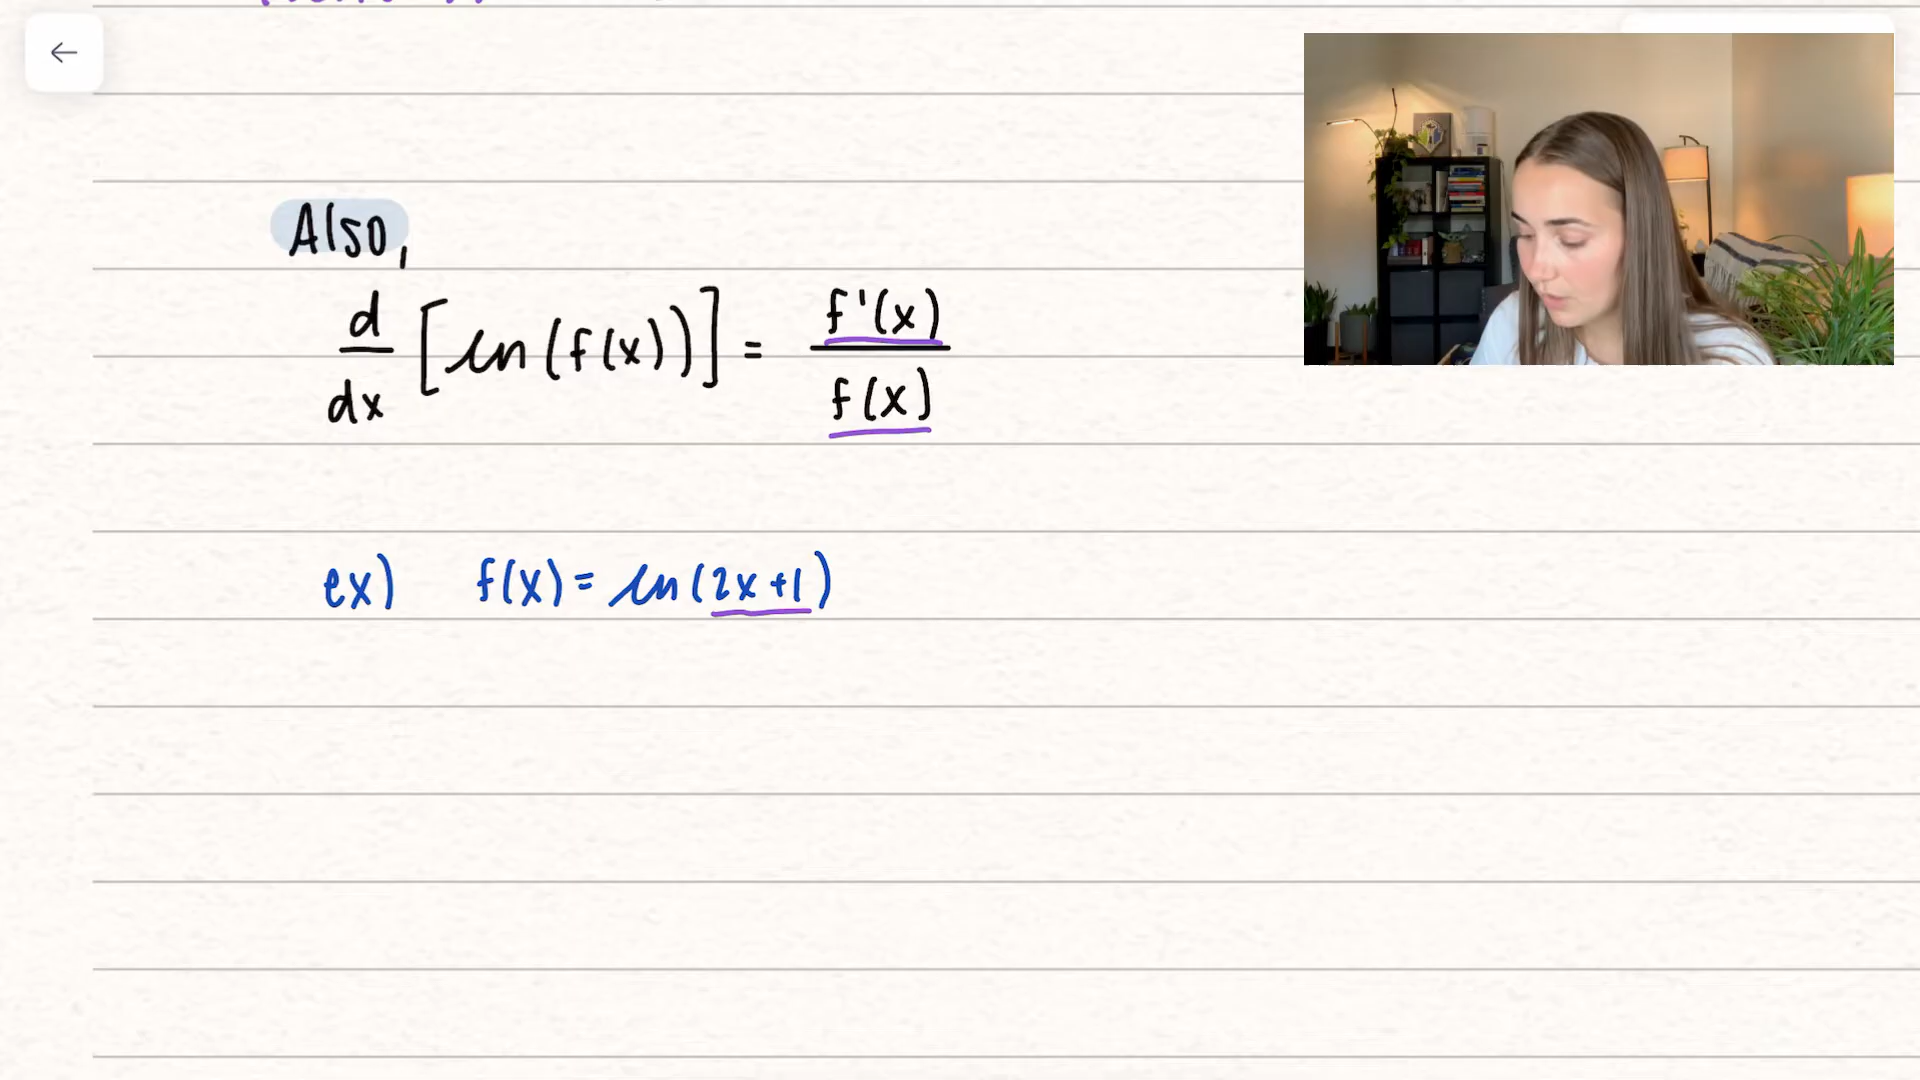 Also,
d/dx [ln(f(x))] = f'(x)/f(x)
ex) f(x) = ln(2x+1)